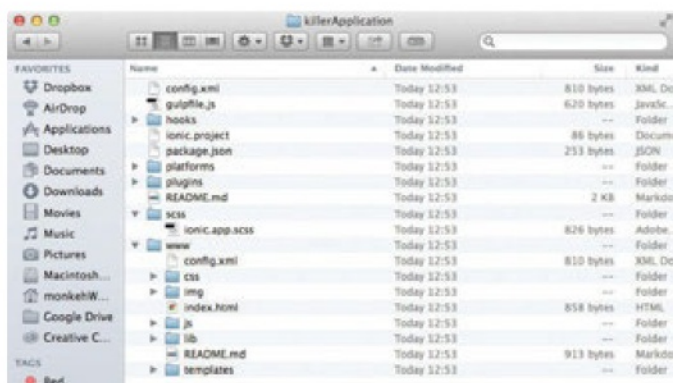 killerApplication
FAVORITES
Dropbox
AirDrop
Applications
Desktop
Documents
Downloads
Movies
Music
Pictures
Macintosh...
monkehW...
Google Drive
Creative C...
TAGS
Red
Name Date Modified Size Kind
config.xml Today 12:53 810 bytes XML Do
gulpfile.js Today 12:53 620 bytes JavaSc...
hooks Today 12:53 -- Folder
ionic.project Today 12:53 86 bytes Docume
package.json Today 12:53 253 bytes JSON
platforms Today 12:53 -- Folder
plugins Today 12:53 -- Folder
README.md Today 12:53 2 KB Markdo
scss Today 12:53 -- Folder
ionic.app.scss Today 12:53 826 bytes Adobe.
www Today 12:53 -- Folder
config.xml Today 12:53 810 bytes XML Do
css Today 12:53 -- Folder
img Today 12:53 -- Folder
index.html Today 12:53 858 bytes HTML
js Today 12:53 -- Folder
lib Today 12:53 -- Folder
README.md Today 12:53 913 bytes Markdo
templates Today 12:53 -- Folder